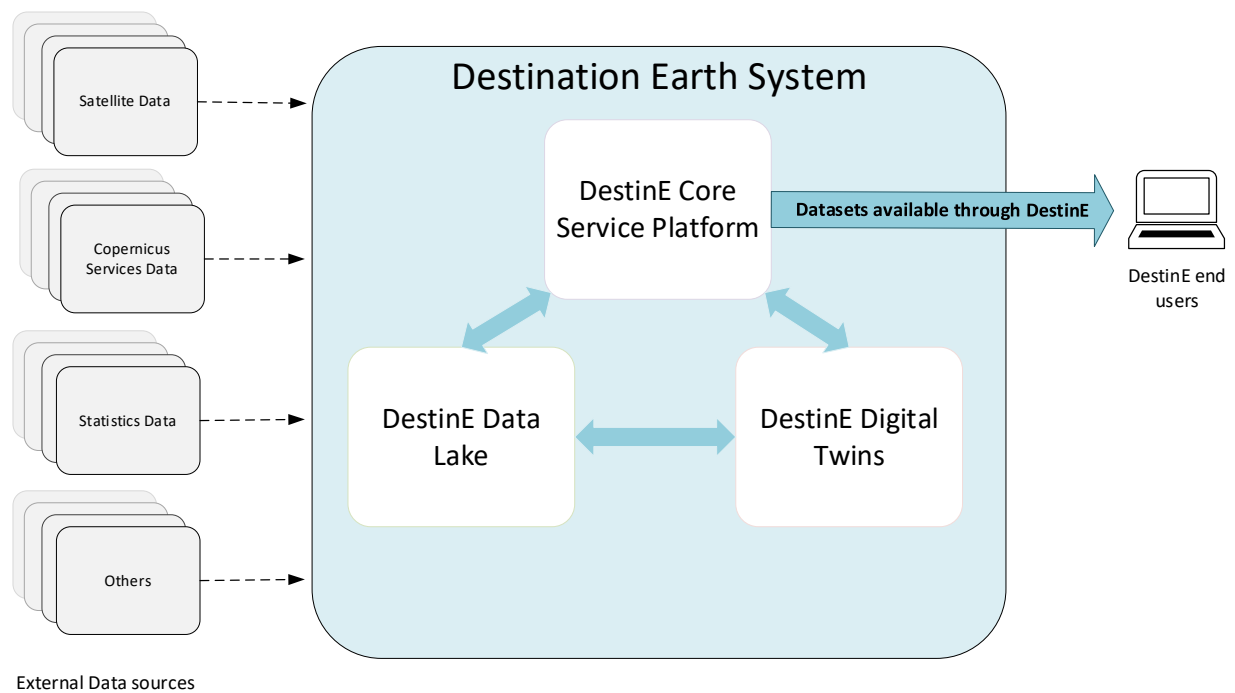 Satellite Data
Copernicus
Services Data
Statistics Data
Others
External Data sources
Destination Earth System
DestinE Core
Service Platform
DestinE Data
Lake
DestinE Digital
Twins
Datasets available through DestinE
DestinE end
users